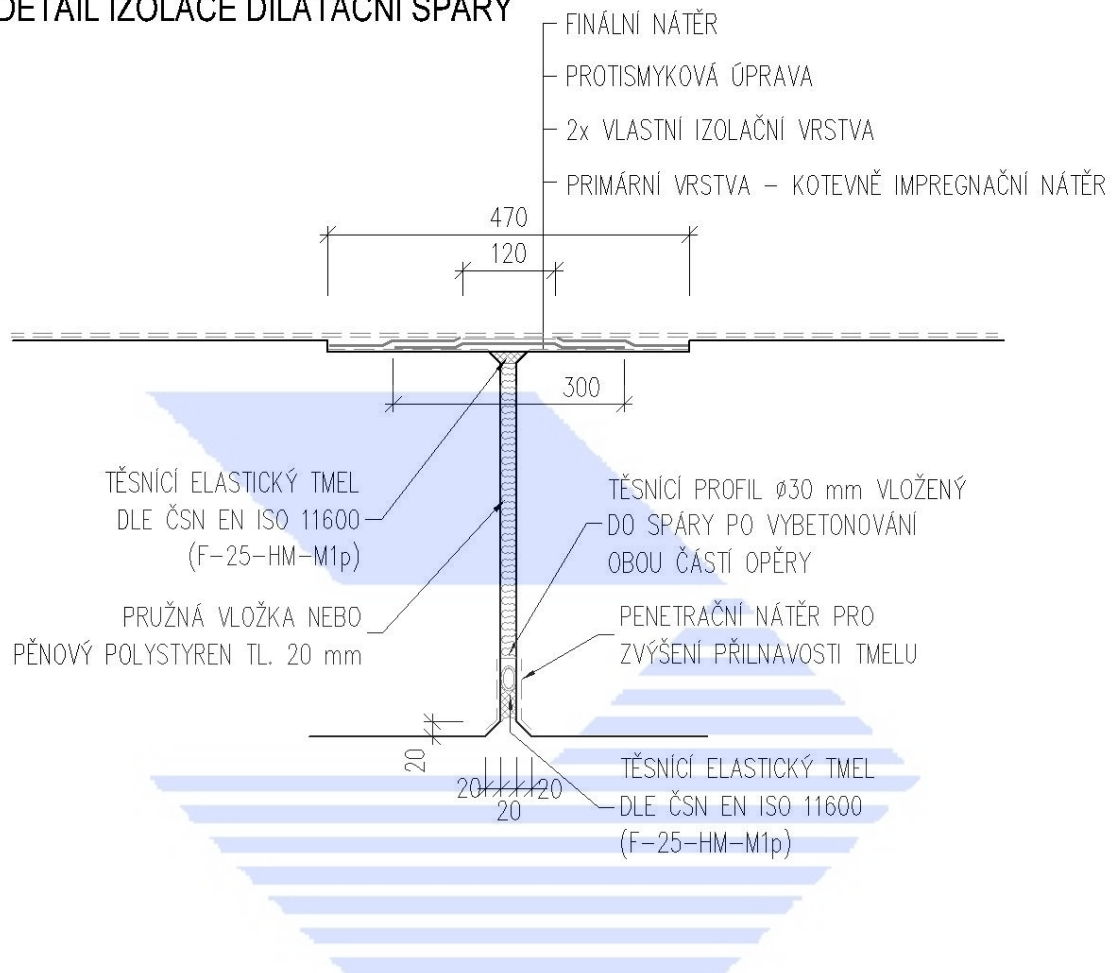 DETAIL IZOLACE DILATAČNÍ SPÁRY
FINÁLNÍ NÁTĚR
PROTISMYKOVÁ ÚPRAVA
2x VLASTNÍ IZOLAČNÍ VRSTVA
PRIMÁRNÍ VRSTVA – KOTEVNĚ IMPREGNAČNÍ NÁTĚR
470
120
300
TĚSNÍCÍ ELASTICKÝ TMEL
DLE ČSN EN ISO 11600
(F-25-HM-M1p)
PRUŽNÁ VLOŽKA NEBO
PĚNOVÝ POLYSTYREN TL. 20 mm
TĚSNÍCÍ PROFIL ø30 mm VLOŽENÝ
DO SPÁRY PO VYBETONOVÁNÍ
OBOU ČÁSTÍ OPĚRY
PENETRAČNÍ NÁTĚR PRO
ZVÝŠENÍ PŘILNAVOSTI TMELU
20
20 20
20
TĚSNÍCÍ ELASTICKÝ TMEL
DLE ČSN EN ISO 11600
(F-25-HM-M1p)